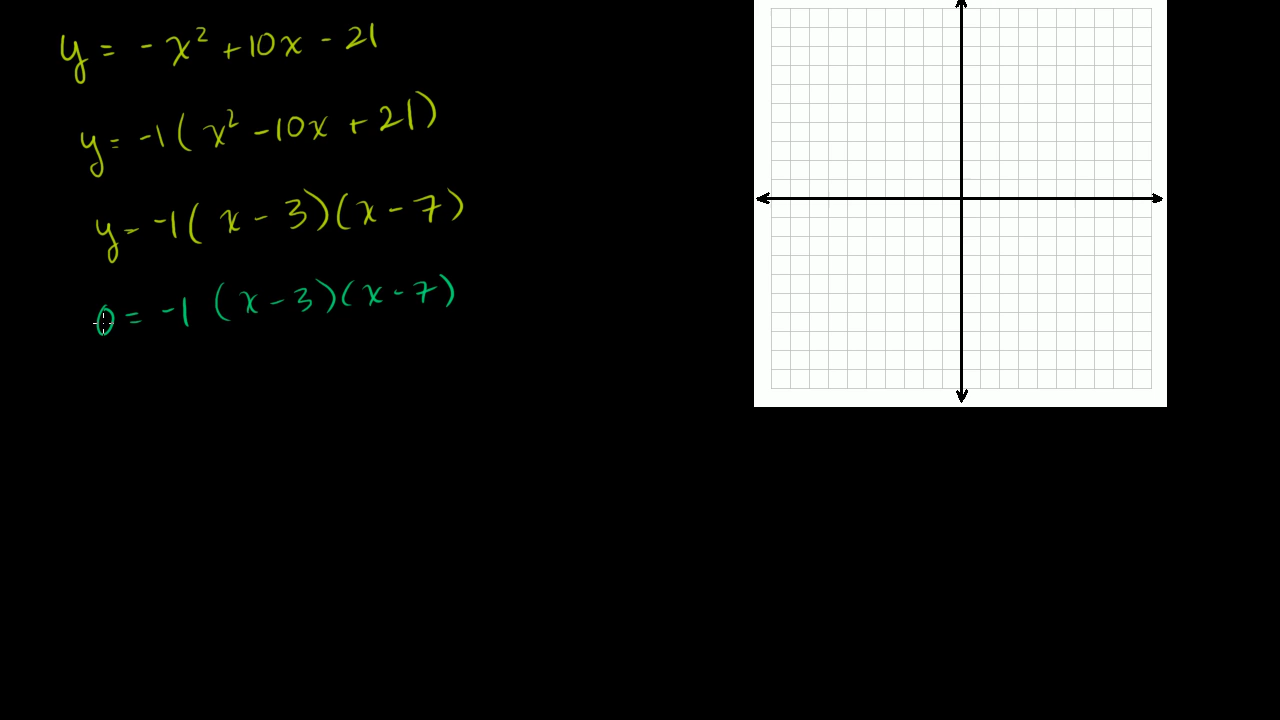 y = -x² + 10x - 21
y = -1(x² - 10x + 21)
y = -1(x - 3)(x - 7)
0 = -1 (x - 3)(x - 7)